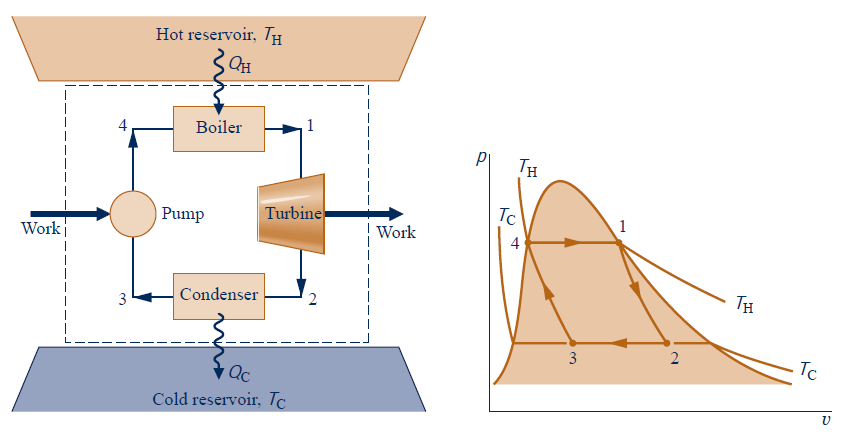 Hot reservoir, TH
QH
4
Boiler
1
Work
Pump
Turbine
Work
3
Condenser
2
QC
Cold reservoir, TC
p
TH
TC
1
4
TH
3
2
TC
v